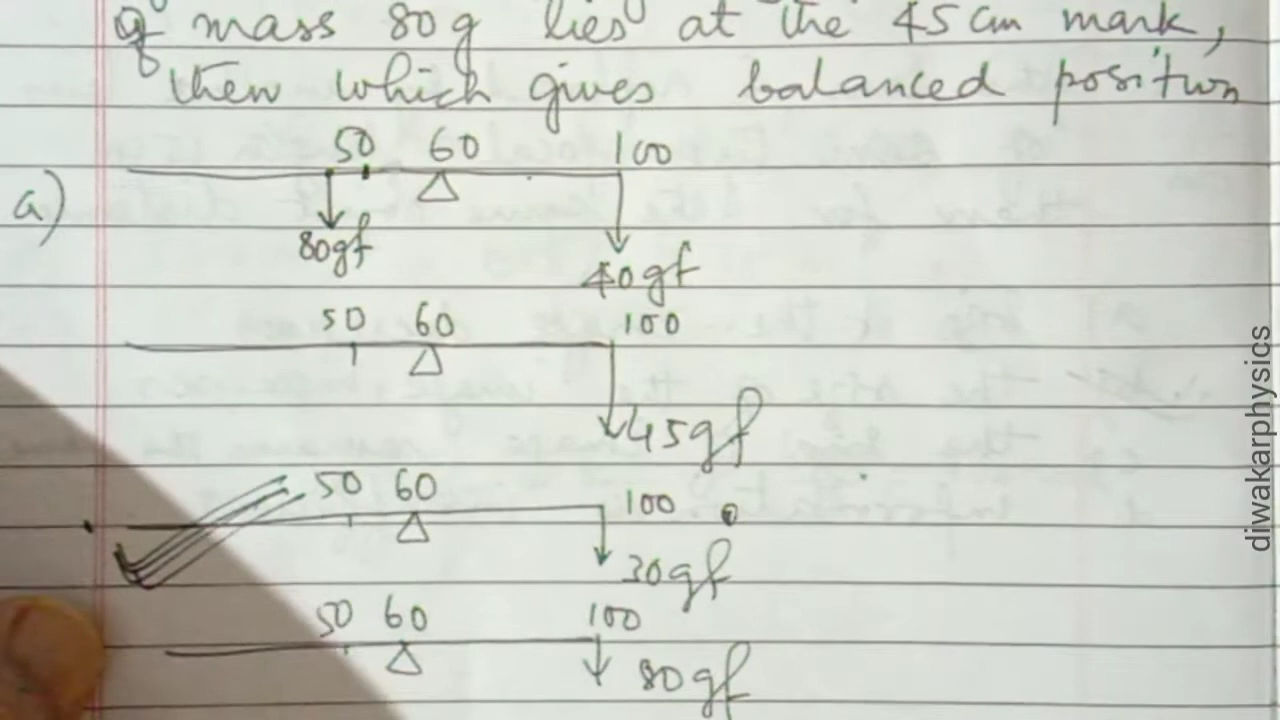 of mass 80g lies at the 45 cm mark,
then which gives balanced position
50 60 100
a)
80gf
40gf
50 60 100
45gf
50 60 100
30gf
50 60 100
80gf
diwakarphysics